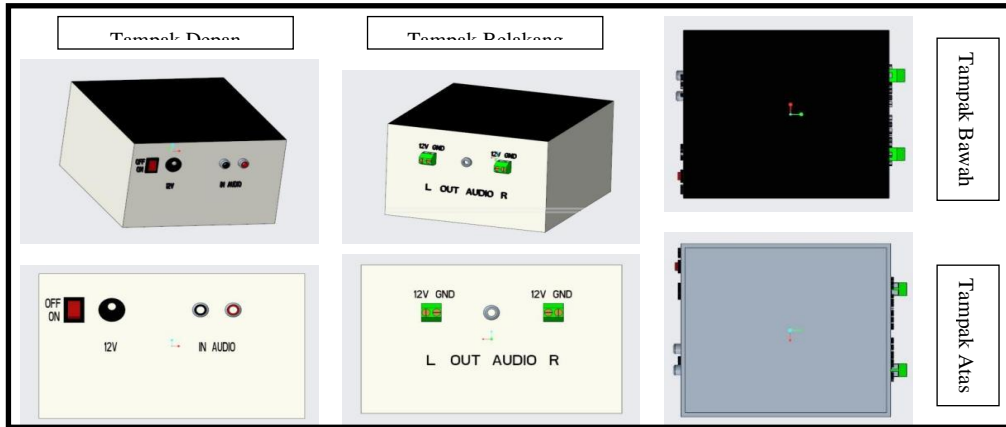 Tampak Depan
Tampak Belakang
OFF
ON
12V
IN AUDIO
12V GND
12V GND
L OUT AUDIO R
Tampak Bawah
OFF
ON
12V
IN AUDIO
12V GND
12V GND
L OUT AUDIO R
Tampak Atas